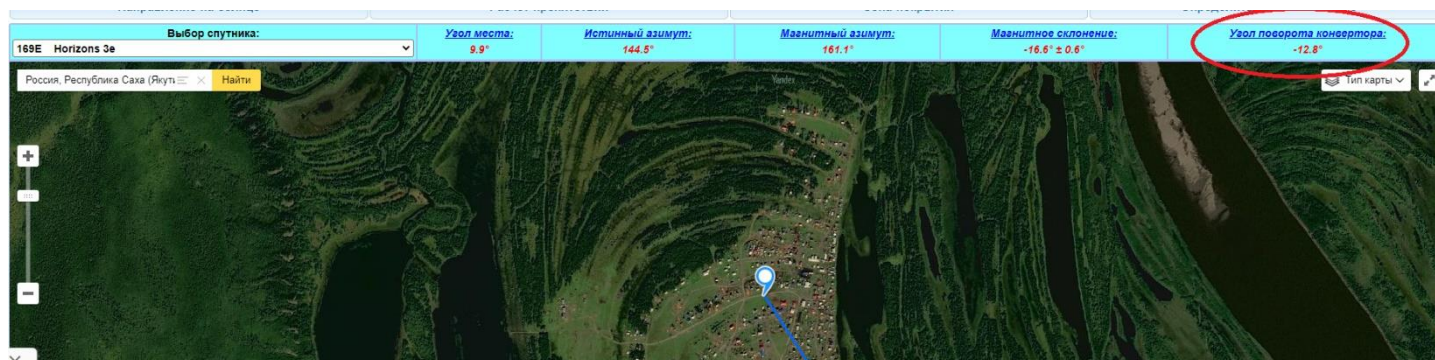 Выбор спутника:
Угол места:
Истинный азимут:
Магнитный азимут:
Магнитное склонение:
Угол поворота конвертора:
169E Horizons 3e
9.9°
144.5°
161.1°
-16.6° ± 0.6°
-12.8°
Россия, Республика Саха (Якут
Найти
Yandex
Тип карты